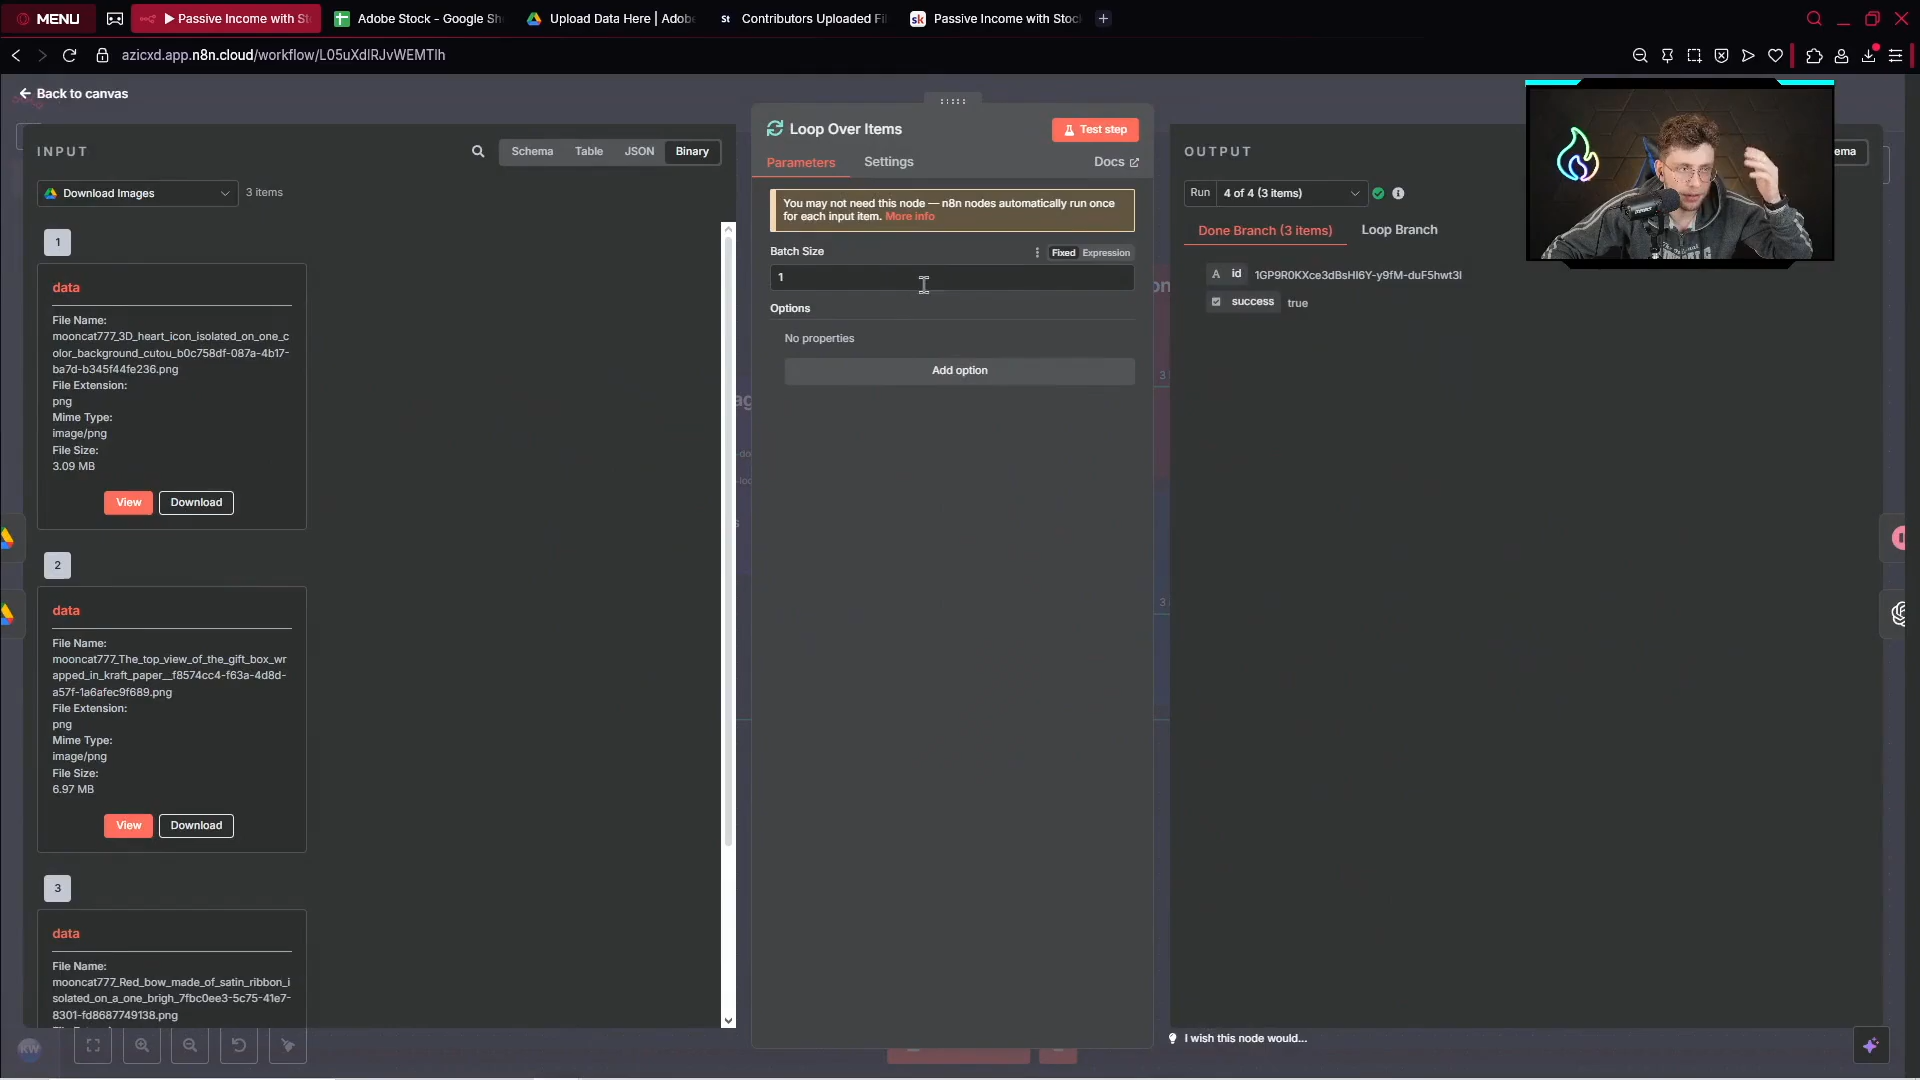 MENU
Passive Income with St
Adobe Stock - Google Sh
Upload Data Here | Adob
St Contributors Uploaded Fi
sk Passive Income with Stoc
azicxd.app.n8n.cloud/workflow/L05uXdlRJvWEMTlh
Back to canvas
INPUT
Schema
Table
JSON
Binary
Download Images
3 items
1
data
File Name:
mooncat777_3D_heart_icon_isolated_on_one_c
olor_background_cutou_b0c758df-087a-4b17-
ba7d-b345f44fe236.png
File Extension:
png
Mime Type:
image/png
File Size:
3.09 MB
View
Download
2
data
File Name:
mooncat777_The_top_view_of_the_gift_box_wr
apped_in_kraft_paper__f8574cc4-f63a-4d8d-
a57f-1a6afec9f689.png
File Extension:
png
Mime Type:
image/png
File Size:
6.97 MB
View
Download
3
data
File Name:
mooncat777_Red_bow_made_of_satin_ribbon_i
solated_on_a_one_brigh_7fbc0ee3-5c75-41e7-
8301-fd8687749138.png
KW
Loop Over Items
Test step
Parameters
Settings
Docs
You may not need this node — n8n nodes automatically run once
for each input item. More info
Batch Size
Fixed
Expression
1
Options
No properties
Add option
OUTPUT
ema
Run
4 of 4 (3 items)
Done Branch (3 items)
Loop Branch
A id 1GP9R0KXce3dBsHI6Y-y9fM-duF5hwt3I
success true
I wish this node would...